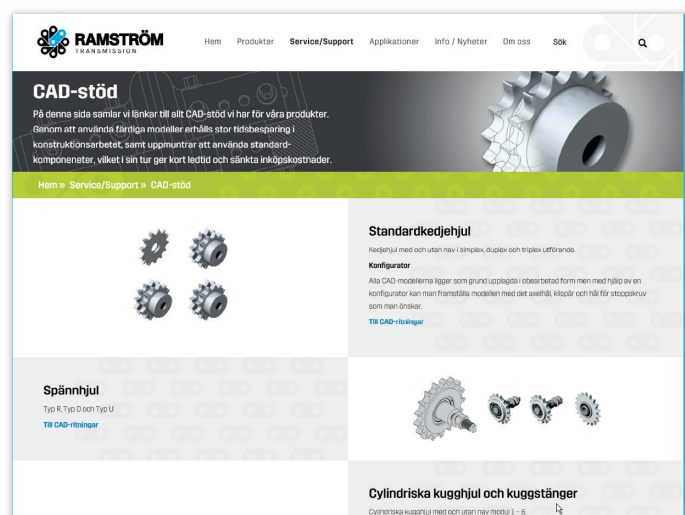 RAMSTRÖM
TRANSMISSION
Hem Produkter Service/Support Applikationer Info / Nyheter Om oss Sök
CAD-stöd
På denna sida samlar vi länkar till allt CAD-stöd vi har för våra produkter.
Genom att använda färdiga modeller erhålls stor tidsbesparing i
konstruktionsarbetet, samt uppmuntrar att använda standard-
komponeneter, vilket i sin tur ger kort ledtid och sänkta inköpskostnader.
Hem » Service/Support » CAD-stöd
Standardkedjehjul
Kedjehjul med och utan nav i simplex, duplex och triplex utförande.
Konfigurator
Alla CAD-modellerna ligger som grund upplagda i obearbetad form men med hjälp av en
konfigurator kan man framställa modellen med det axelhål, kilspår och hål för stoppskruv
som man önskar.
Till CAD-ritningar
Spännhjul
Typ R, Typ D och Typ U
Till CAD-ritningar
Cylindriska kugghjul och kuggstänger
Cylindriska kugghjul med och utan nav modul 1 – 6.